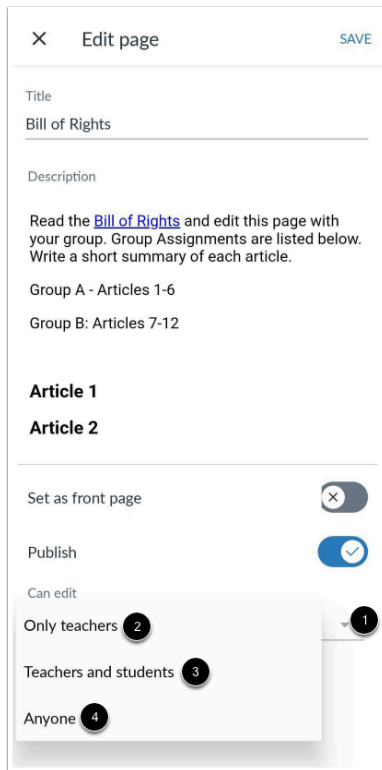 Edit page
SAVE
Title
Bill of Rights
Description
Read the Bill of Rights and edit this page with
your group. Group Assignments are listed below.
Write a short summary of each article.
Group A - Articles 1-6
Group B: Articles 7-12
Article 1
Article 2
Set as front page
Publish
Can edit
1
Only teachers 2
Teachers and students 3
Anyone 4